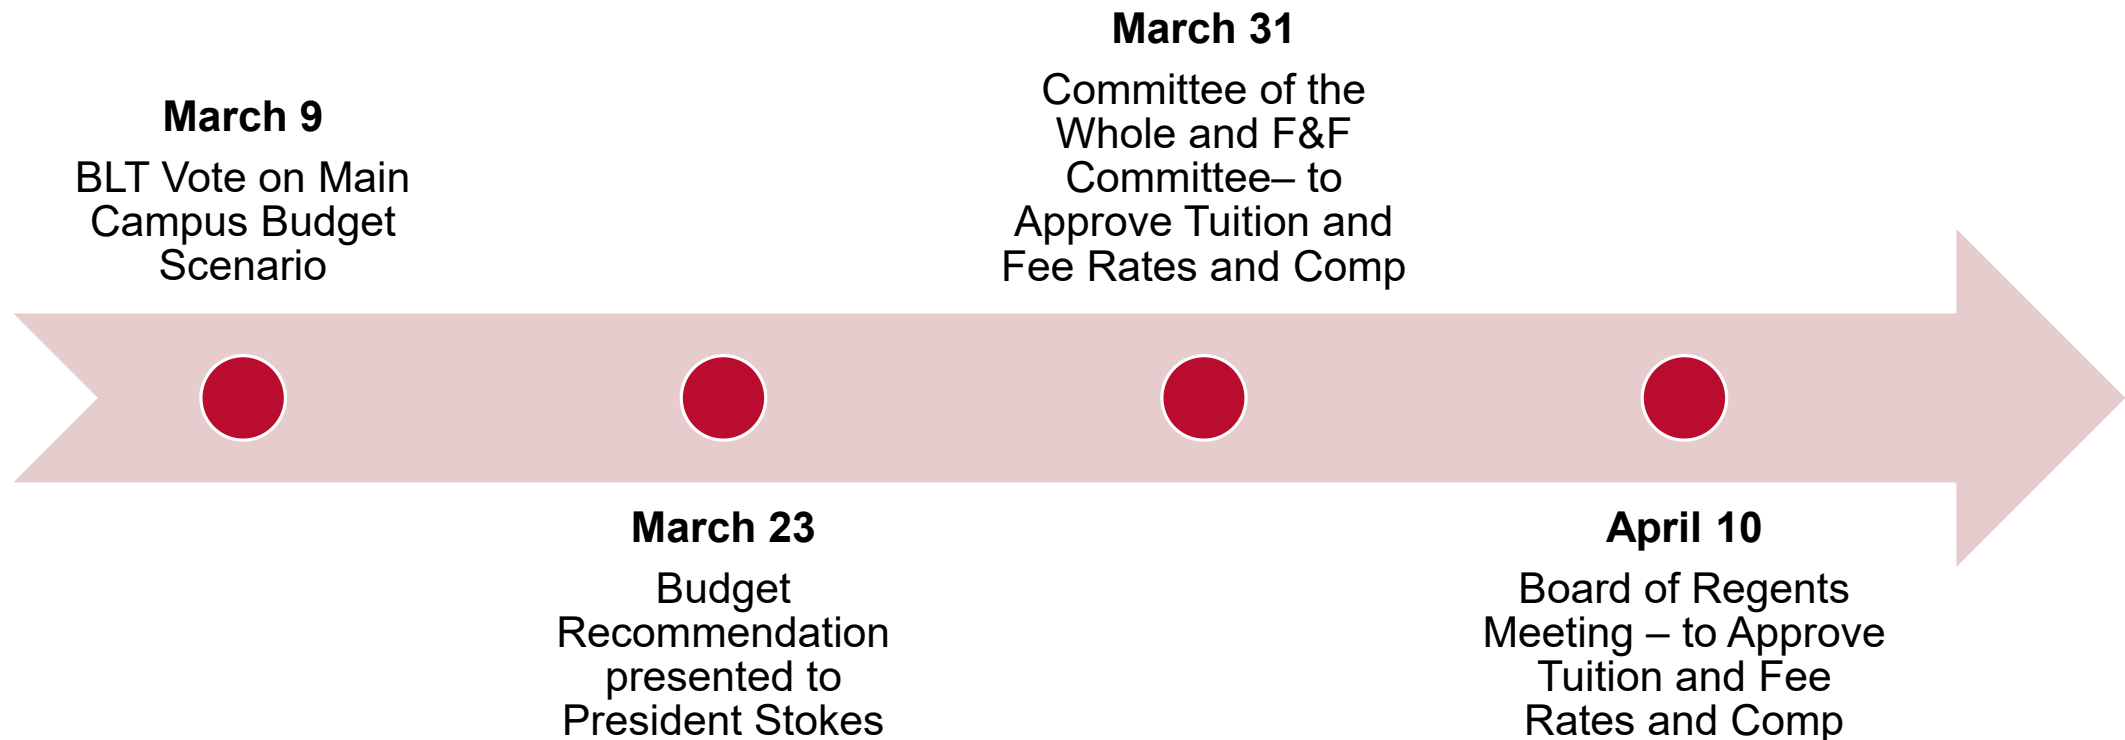 March 9
BLT Vote on Main
Campus Budget
Scenario
March 23
Budget
Recommendation
presented to
President Stokes
March 31
Committee of the
Whole and F&F
Committee– to
Approve Tuition and
Fee Rates and Comp
April 10
Board of Regents
Meeting – to Approve
Tuition and Fee
Rates and Comp